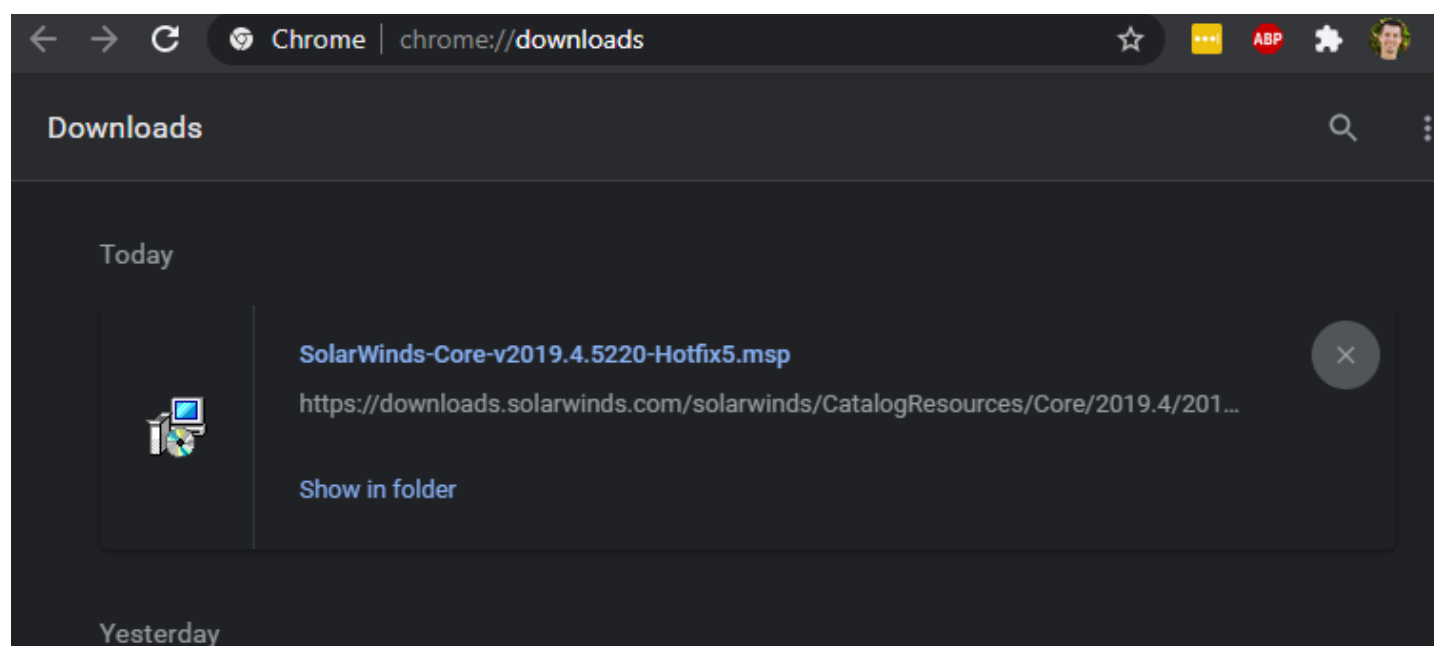 Chrome | chrome://downloads
ABP
Downloads
Today
SolarWinds-Core-v2019.4.5220-Hotfix5.msp
https://downloads.solarwinds.com/solarwinds/CatalogResources/Core/2019.4/201...
Show in folder
Yesterday